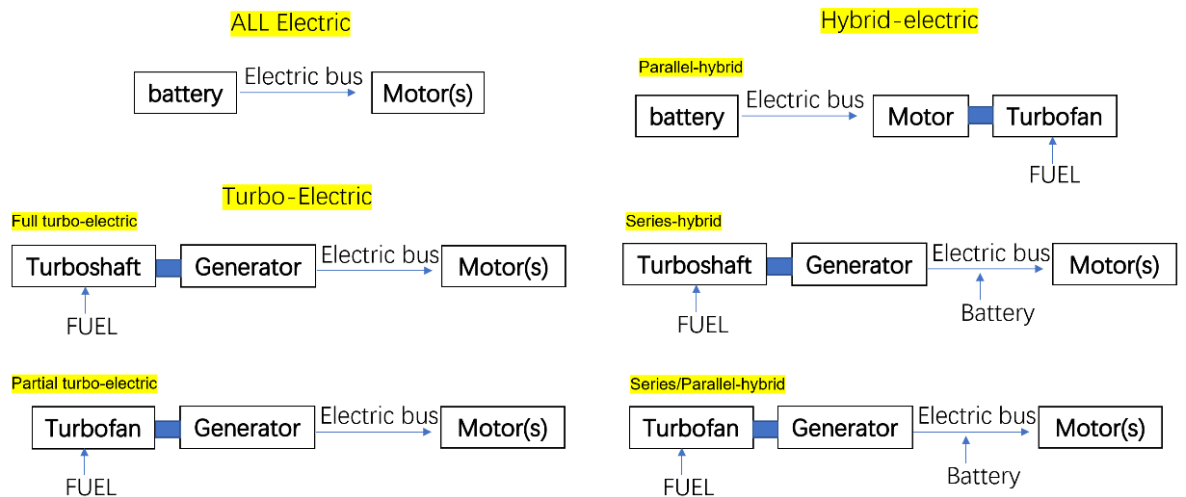 ALL Electric
battery
Electric bus
Motor(s)
Turbo-Electric
Full turbo-electric
Turboshaft
Generator
Electric bus
Motor(s)
FUEL
Partial turbo-electric
Turbofan
Generator
Electric bus
Motor(s)
FUEL
Hybrid-electric
Parallel-hybrid
battery
Electric bus
Motor
Turbofan
FUEL
Series-hybrid
Turboshaft
Generator
Electric bus
Motor(s)
FUEL
Battery
Series/Parallel-hybrid
Turbofan
Generator
Electric bus
Motor(s)
FUEL
Battery